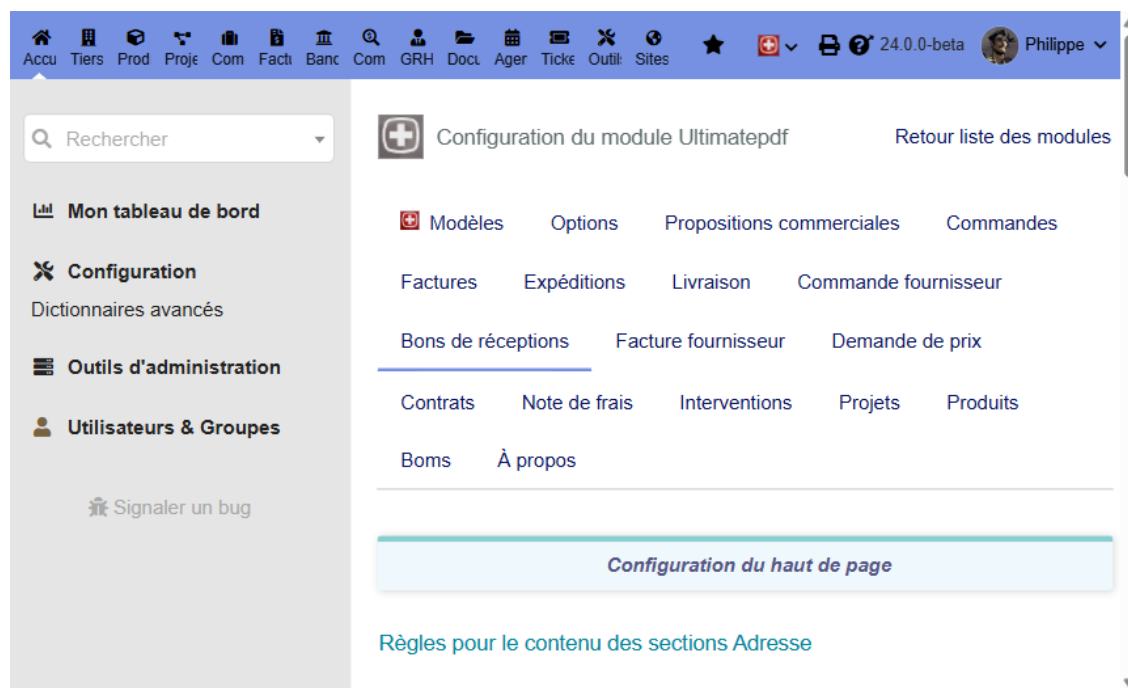 Accu Tiers Prod Proje Com Factu Banc Com GRH Docu Ager Ticke Outils Sites 24.0.0-beta Philippe
Rechercher
Mon tableau de bord
Configuration
Dictionnaires avancés
Outils d'administration
Utilisateurs & Groupes
Signaler un bug
Configuration du module Ultimatepdf Retour liste des modules
Modèles Options Propositions commerciales Commandes
Factures Expéditions Livraison Commande fournisseur
Bons de réceptions Facture fournisseur Demande de prix
Contrats Note de frais Interventions Projets Produits
Boms À propos
Configuration du haut de page
Règles pour le contenu des sections Adresse